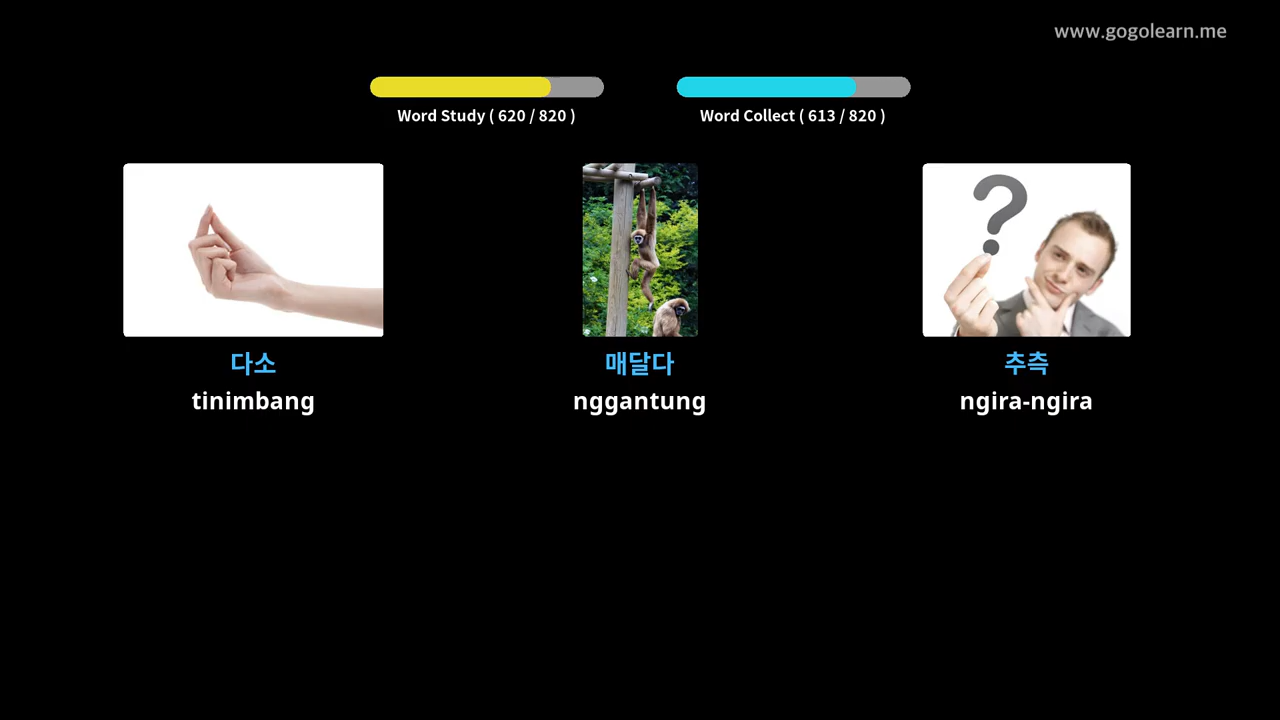 www.gogolearn.me
Word Study ( 620 / 820 )
Word Collect ( 613 / 820 )
다소
tinimbang
매달다
nggantung
추측
ngira-ngira